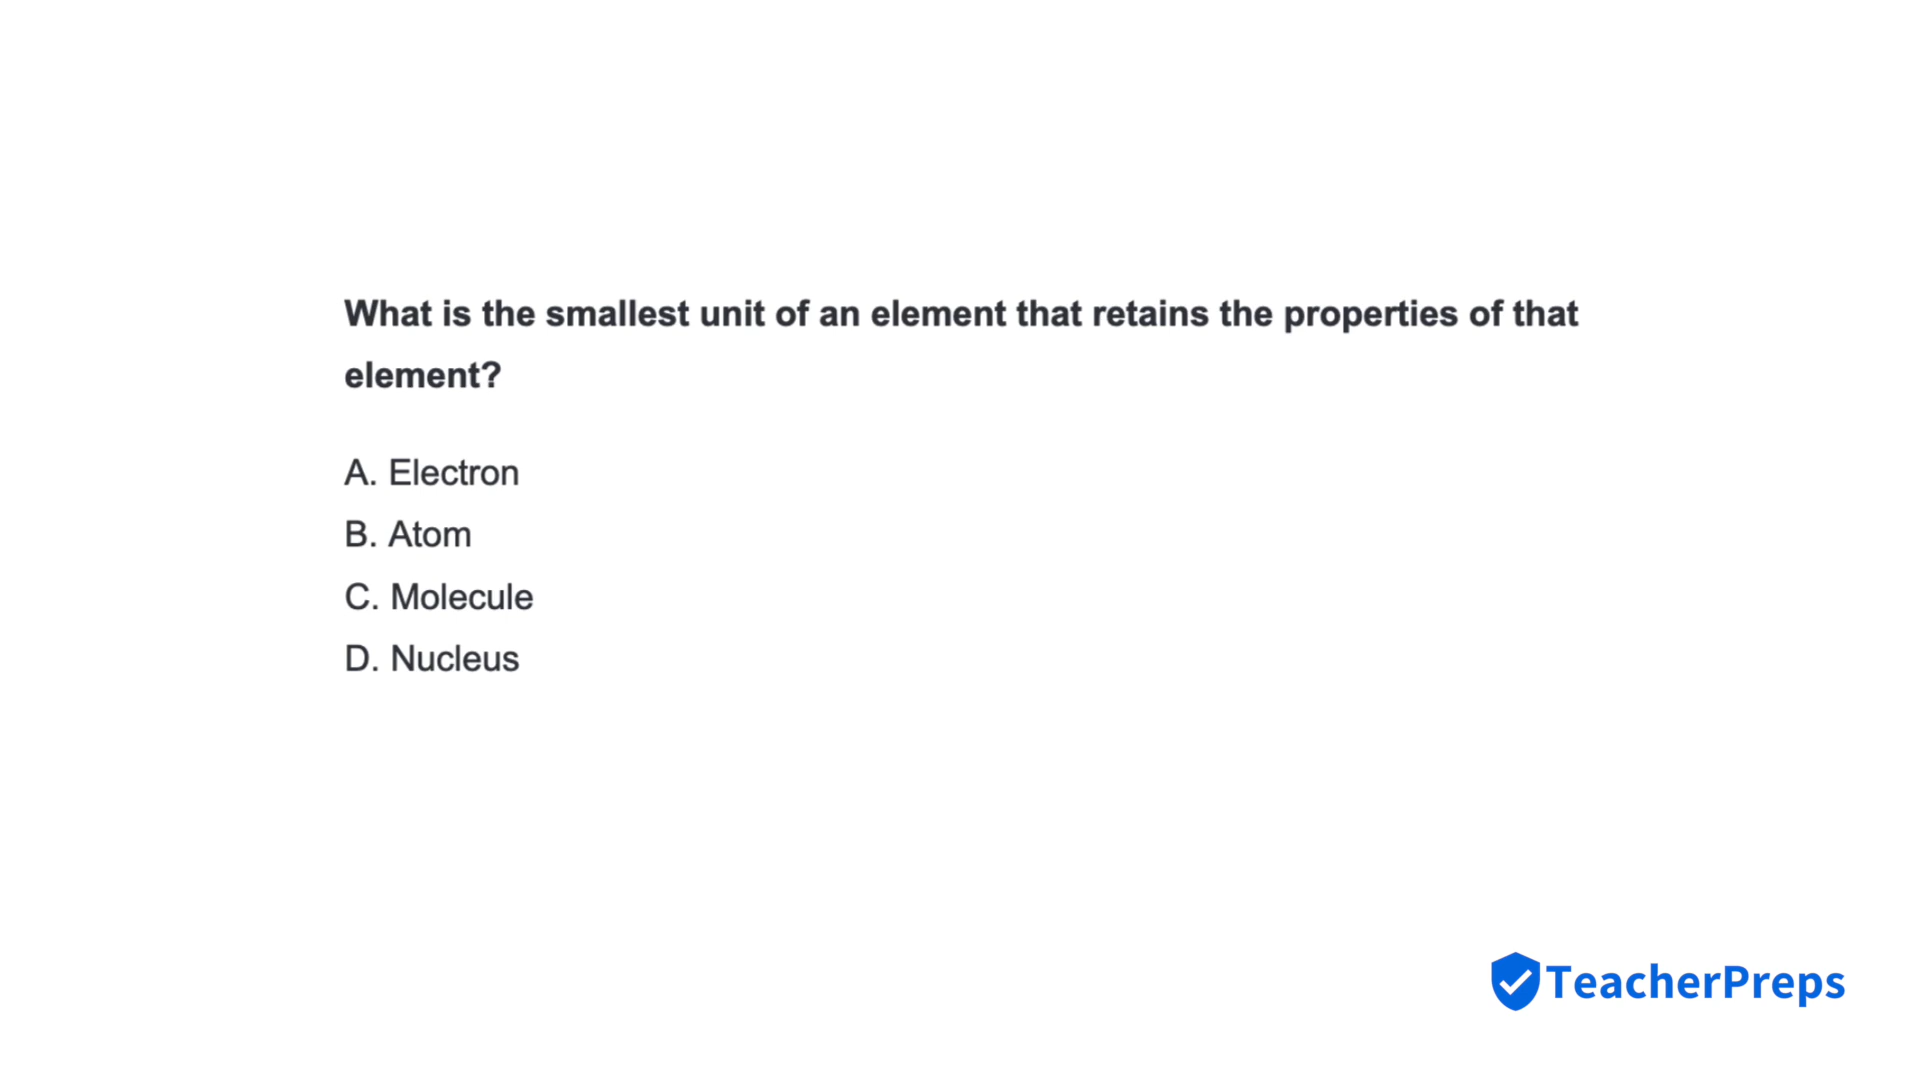 What is the smallest unit of an element that retains the properties of that
element?
A. Electron
B. Atom
C. Molecule
D. Nucleus
TeacherPreps